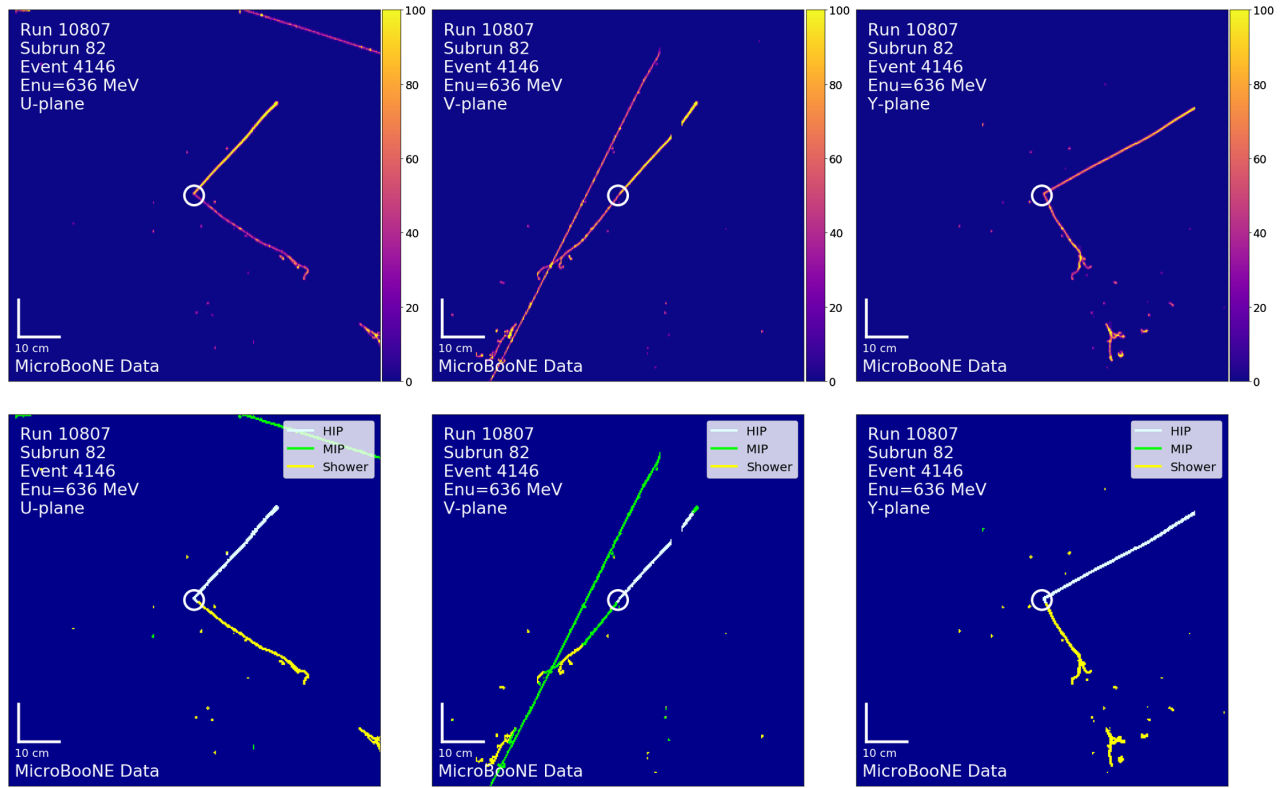 Run 10807
Subrun 82
Event 4146
Enu=636 MeV
U-plane
10 cm
MicroBooNE Data
100
80
60
40
20
0
Run 10807
Subrun 82
Event 4146
Enu=636 MeV
V-plane
10 cm
MicroBooNE Data
100
80
60
40
20
0
Run 10807
Subrun 82
Event 4146
Enu=636 MeV
Y-plane
10 cm
MicroBooNE Data
100
80
60
40
20
0
Run 10807
Subrun 82
Event 4146
Enu=636 MeV
U-plane
HIP
MIP
Shower
10 cm
MicroBooNE Data
Run 10807
Subrun 82
Event 4146
Enu=636 MeV
V-plane
HIP
MIP
Shower
10 cm
MicroBooNE Data
Run 10807
Subrun 82
Event 4146
Enu=636 MeV
Y-plane
HIP
MIP
Shower
10 cm
MicroBooNE Data